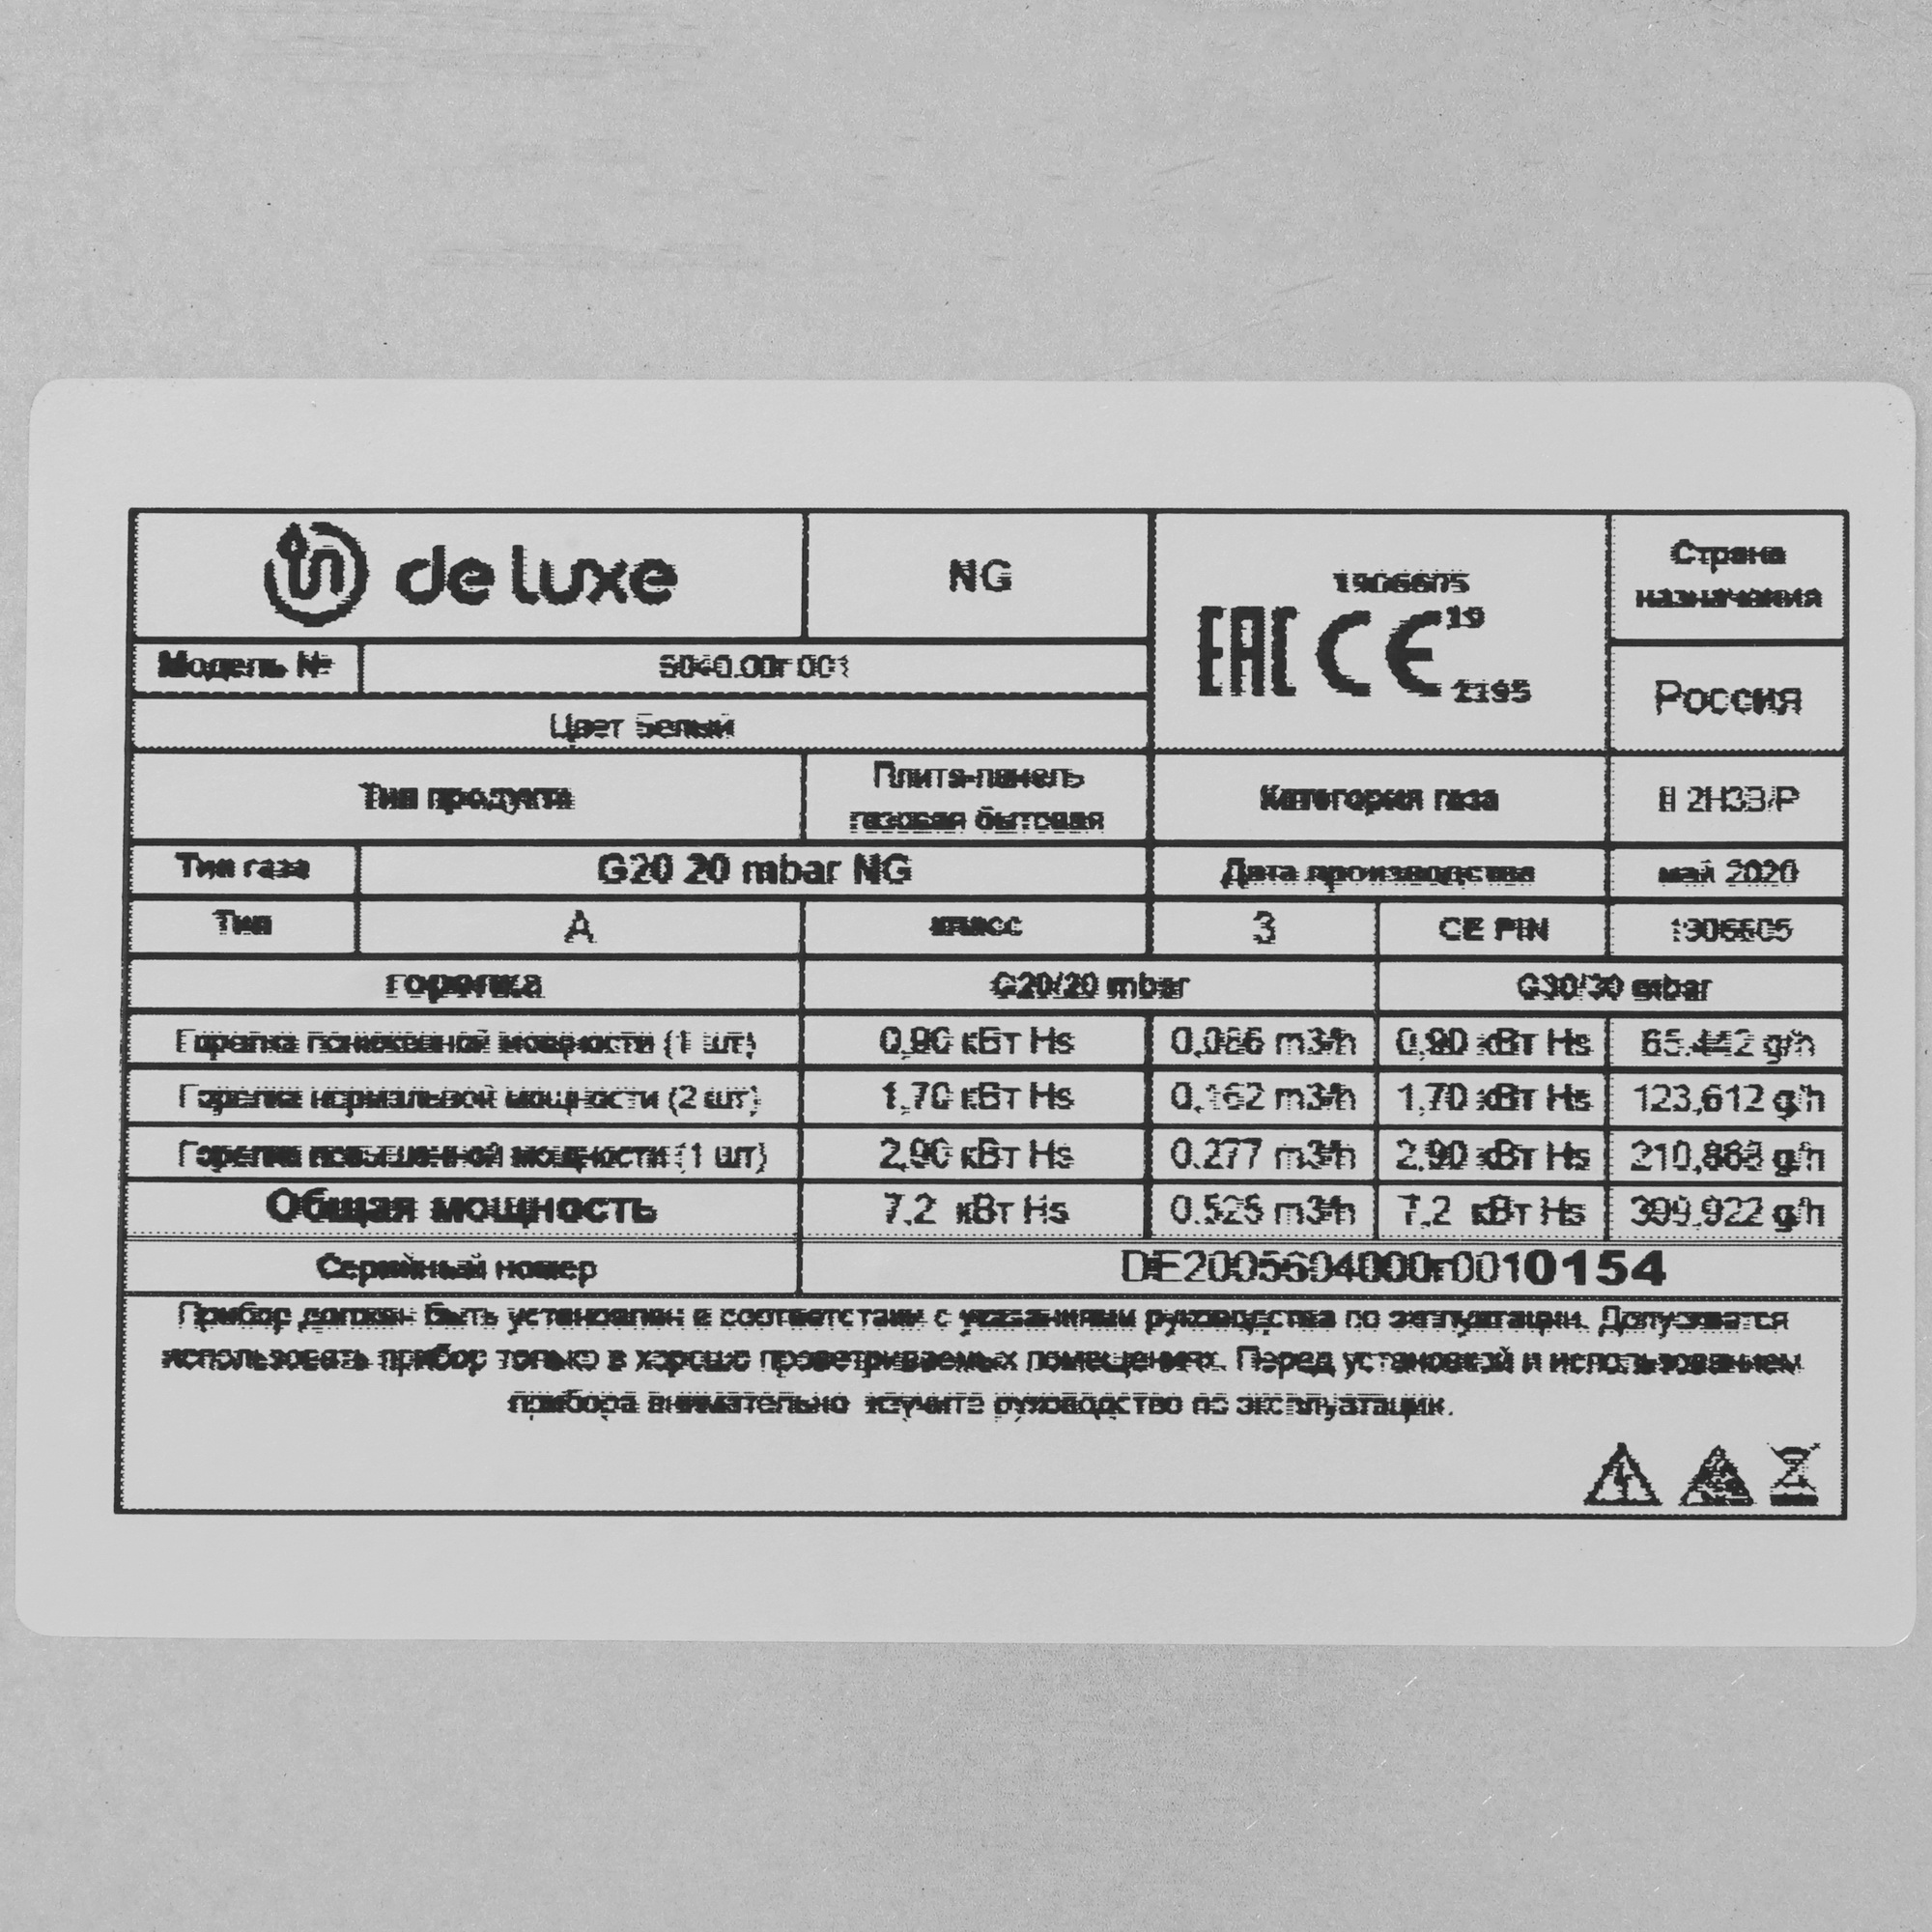 de luxe
NG
1906605
Страна
назначения
EAC CE 19
2195
Модель №
5040.00г 001
Россия
Цвет Белый
Тип продукта
Плита-панель
газовая бытовая
Категория газа
II 2H3B/P
Тип газа
G20 20 mbar NG
Дата производства
май 2020
Тип
A
класс
3
CE PIN
1906605
горелка
G20/20 mbar
G30/30 mbar
Горелка пониженной мощности (1 шт)
0,90 кВт Hs
0,086 m3/h
0,90 кВт Hs
65.442 g/h
Горелка нормальной мощности (2 шт)
1,70 кВт Hs
0,162 m3/h
1,70 кВт Hs
123,612 g/h
Горелка повышенной мощности (1 шт)
2,90 кВт Hs
0.277 m3/h
2,90 кВт Hs
210,868 g/h
Общая мощность
7,2 кВт Hs
0.525 m3/h
7,2 кВт Hs
399,922 g/h
Серийный номер
DE2005604000г0010154
Прибор должен быть установлен в соответствии с указаниями руководства по эксплуатации. Допускается
использовать прибор только в хорошо проветриваемых помещениях. Перед установкой и использованием
прибора внимательно изучите руководство по эксплуатации.